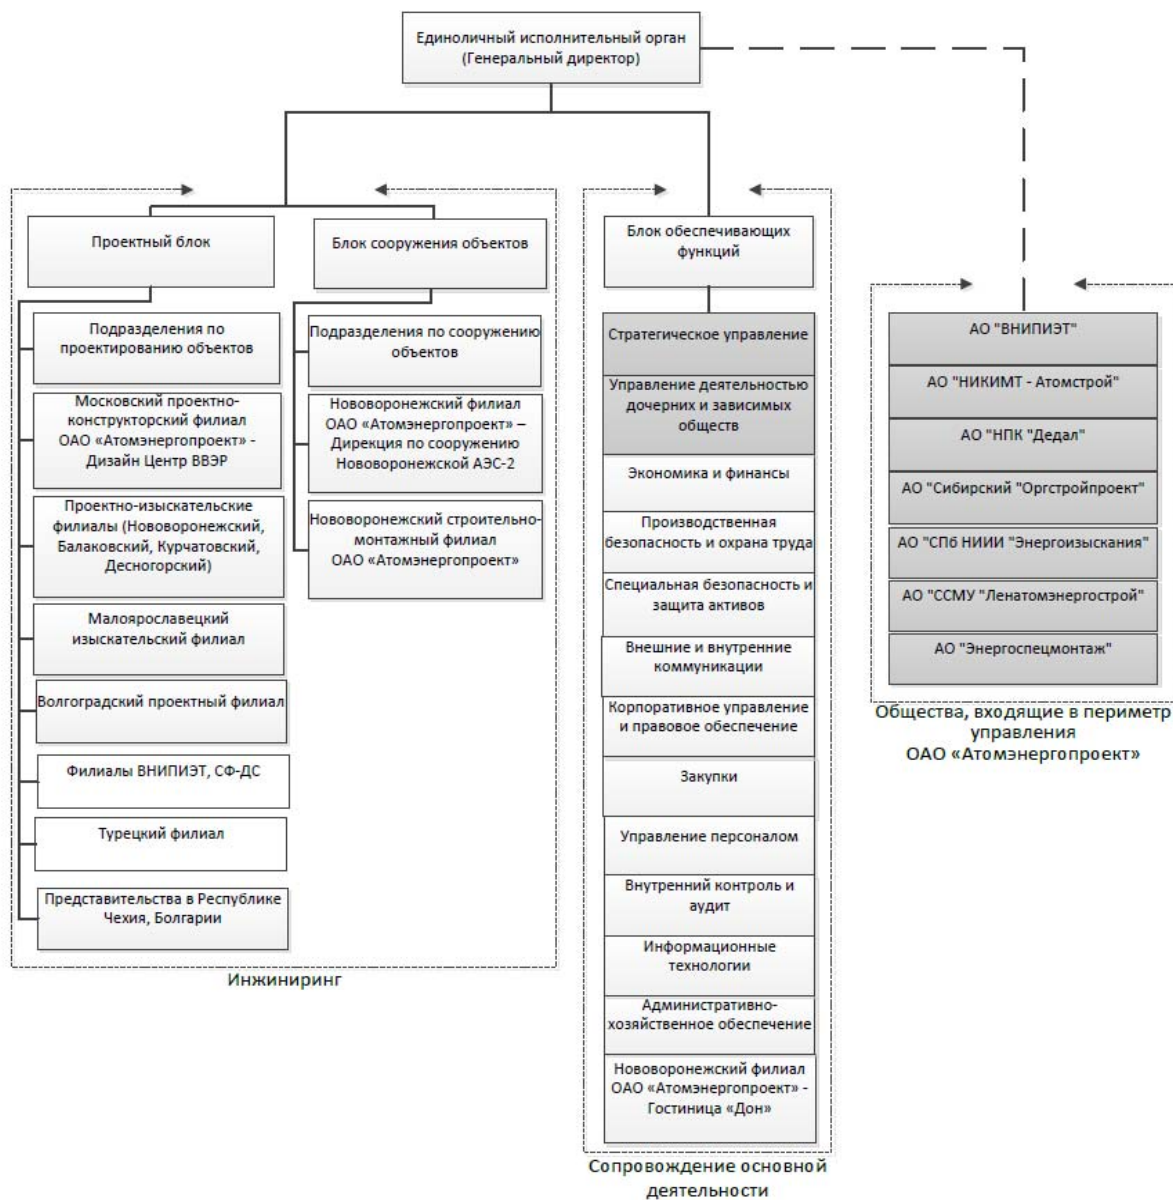 Единоличный исполнительный орган
(Генеральный директор)
Проектный блок
Подразделения по
проектированию объектов
Московский проектно-
конструкторский филиал
ОАО «Атомэнергопроект» -
Дизайн Центр ВВЭР
Проектно-изыскательские
филиалы (Нововоронежский,
Балаковский, Курчатовский,
Десногорский)
Малоярославецкий
изыскательский филиал
Волгоградский проектный филиал
Филиалы ВНИПИЭТ, СФ-ДС
Турецкий филиал
Представительства в Республике
Чехия, Болгарии
Блок сооружения объектов
Подразделения по сооружению
объектов
Нововоронежский филиал
ОАО «Атомэнергопроект» –
Дирекция по сооружению
Нововоронежской АЭС-2
Нововоронежский строительно-
монтажный филиал
ОАО «Атомэнергопроект»
Инжиниринг
Блок обеспечивающих
функций
Стратегическое управление
Управление деятельностью
дочерних и зависимых
обществ
Экономика и финансы
Производственная
безопасность и охрана труда
Специальная безопасность и
защита активов
Внешние и внутренние
коммуникации
Корпоративное управление
и правовое обеспечение
Закупки
Управление персоналом
Внутренний контроль и
аудит
Информационные
технологии
Административно-
хозяйственное обеспечение
Нововоронежский филиал
ОАО «Атомэнергопроект» -
Гостиница «Дон»
Сопровождение основной
деятельности
АО "ВНИПИЭТ"
АО "НИКИМТ - Атомстрой"
АО "НПК "Дедал"
АО "Сибирский "Оргстройпроект"
АО "СПб НИИИ "Энергоизыскания"
АО "ССМУ "Ленатомэнергострой"
АО "Энергоспецмонтаж"
Общества, входящие в периметр
управления
ОАО «Атомэнергопроект»